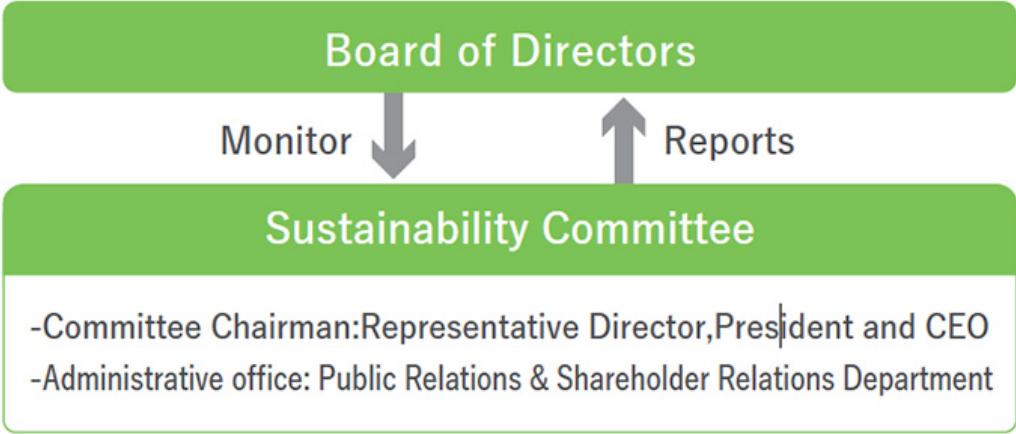 Board of Directors
Monitor
Reports
Sustainability Committee
-Committee Chairman:Representative Director,President and CEO
-Administrative office: Public Relations & Shareholder Relations Department